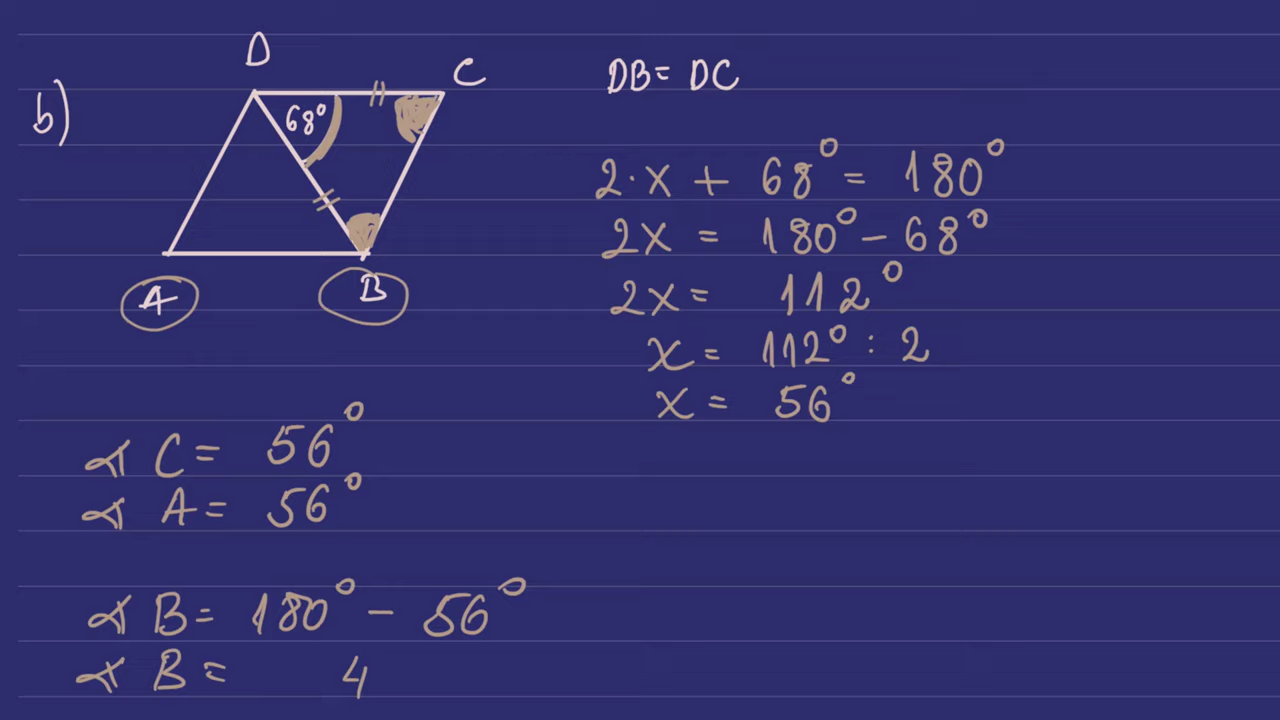 b)
D
C
68°
A
B
DB = DC
2·x + 68° = 180°
2x = 180° - 68°
2x = 112°
x = 112° : 2
x = 56°
∢ C = 56°
∢ A = 56°
∢ B = 180° - 56°
∢ B = 4